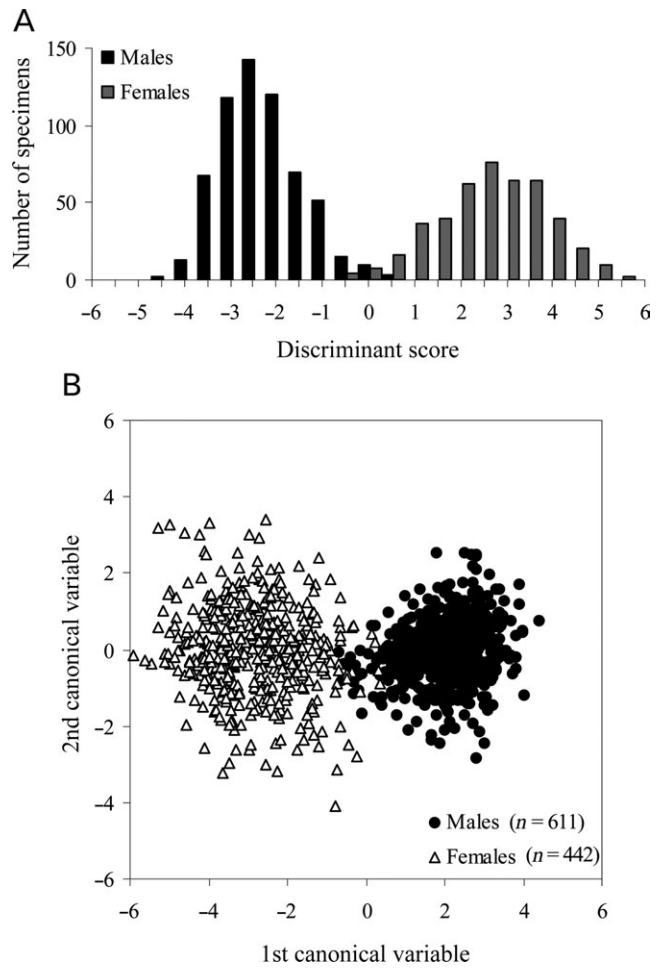 A
Number of specimens
150
100
50
0
Males
Females
–6 –5 –4 –3 –2 –1 0 1 2 3 4 5 6
Discriminant score
B
2nd canonical variable
6
4
2
0
–2
–4
–6
Males (n = 611)
Females (n = 442)
–6 –4 –2 0 2 4 6
1st canonical variable